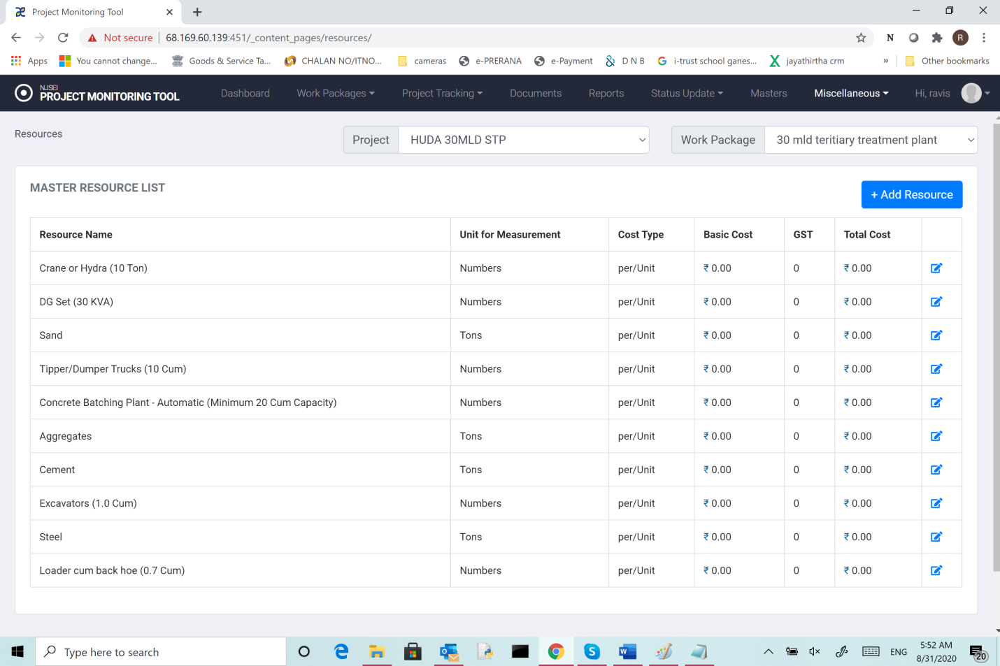 Project Monitoring Tool
Not secure 68.169.60.139:451/_content_pages/resources/
N R
Apps You cannot change... Goods & Service Ta... CHALAN NO/ITNO... cameras e-PRERANA e-Payment D N B i-trust school ganes... jayathirtha crm » Other bookmarks
NJSEI
PROJECT MONITORING TOOL Dashboard Work Packages Project Tracking Documents Reports Status Update Masters Miscellaneous Hi, ravis
Resources Project HUDA 30MLD STP Work Package 30 mld teritiary treatment plant
MASTER RESOURCE LIST
+ Add Resource
Resource Name Unit for Measurement Cost Type Basic Cost GST Total Cost
Crane or Hydra (10 Ton) Numbers per/Unit ₹ 0.00 0 ₹ 0.00
DG Set (30 KVA) Numbers per/Unit ₹ 0.00 0 ₹ 0.00
Sand Tons per/Unit ₹ 0.00 0 ₹ 0.00
Tipper/Dumper Trucks (10 Cum) Numbers per/Unit ₹ 0.00 0 ₹ 0.00
Concrete Batching Plant - Automatic (Minimum 20 Cum Capacity) Numbers per/Unit ₹ 0.00 0 ₹ 0.00
Aggregates Tons per/Unit ₹ 0.00 0 ₹ 0.00
Cement Tons per/Unit ₹ 0.00 0 ₹ 0.00
Excavators (1.0 Cum) Numbers per/Unit ₹ 0.00 0 ₹ 0.00
Steel Tons per/Unit ₹ 0.00 0 ₹ 0.00
Loader cum back hoe (0.7 Cum) Numbers per/Unit ₹ 0.00 0 ₹ 0.00
Type here to search ENG 5:52 AM
8/31/2020 20